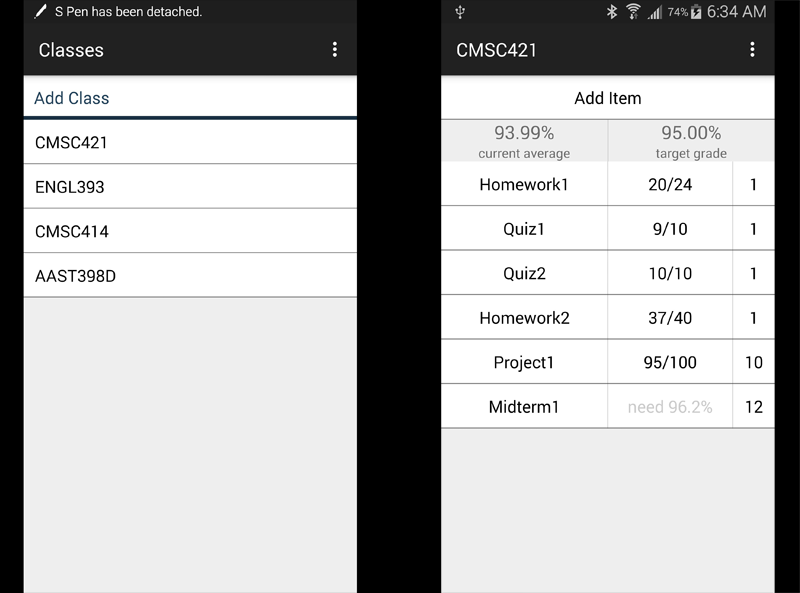 S Pen has been detached.
Classes
Add Class
CMSC421
ENGL393
CMSC414
AAST398D
74% 6:34 AM
CMSC421
Add Item
93.99% 95.00%
current average target grade
Homework1 20/24 1
Quiz1 9/10 1
Quiz2 10/10 1
Homework2 37/40 1
Project1 95/100 10
Midterm1 need 96.2% 12